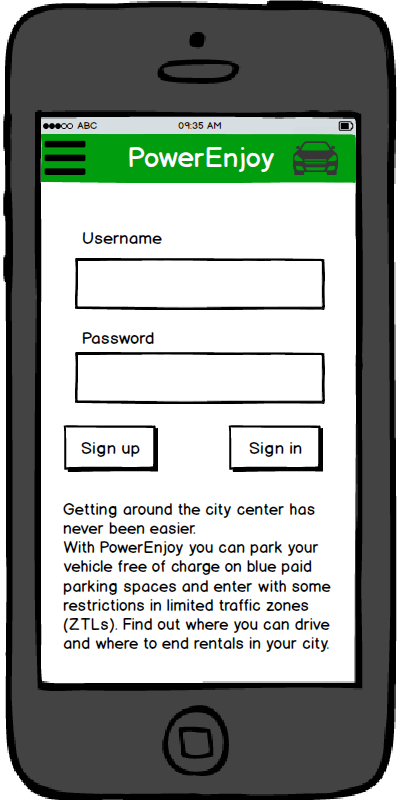 ABC 09:35 AM
PowerEnjoy
Username
Password
Sign up Sign in
Getting around the city center has
never been easier.
With PowerEnjoy you can park your
vehicle free of charge on blue paid
parking spaces and enter with some
restrictions in limited traffic zones
(ZTLs). Find out where you can drive
and where to end rentals in your city.